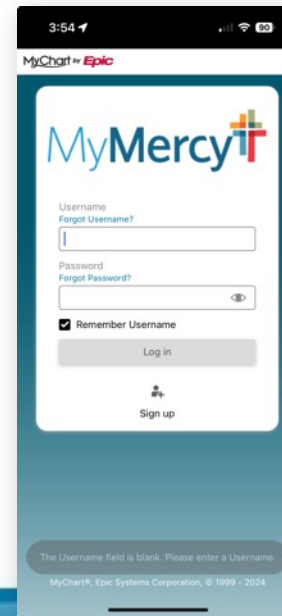 3:54
90
MyChart by Epic
MyMercy
Username
Forgot Username?
Password
Forgot Password?
Remember Username
Log in
Sign up
The Username field is blank. Please enter a Username.
MyChart®, Epic Systems Corporation, © 1999 - 2024